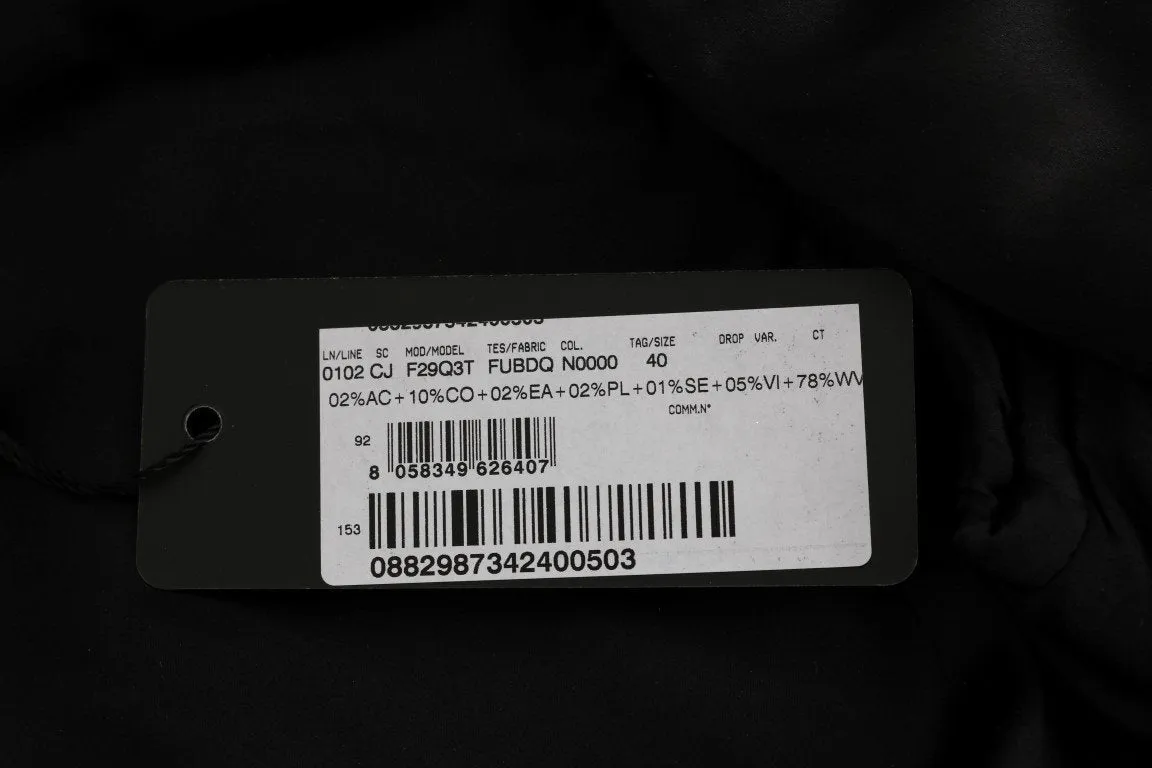 LN/LINE SC MOD/MODEL TES/FABRIC COL. TAG/SIZE DROP VAR. CT
0102 CJ F29Q3T FUBDQ N0000 40
02%AC+10%CO+02%EA+02%PL+01%SE+05%VI+78%WV
COMM.N°
92
8 058349 626407
153
0882987342400503